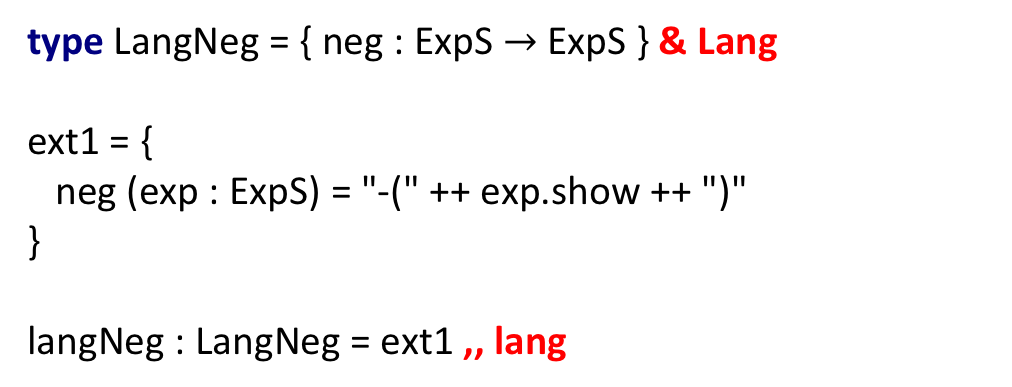 type LangNeg = { neg : ExpS → ExpS } & Lang
ext1 = {
neg (exp : ExpS) = "-(" ++ exp.show ++ ")"
}
langNeg : LangNeg = ext1 ,, lang